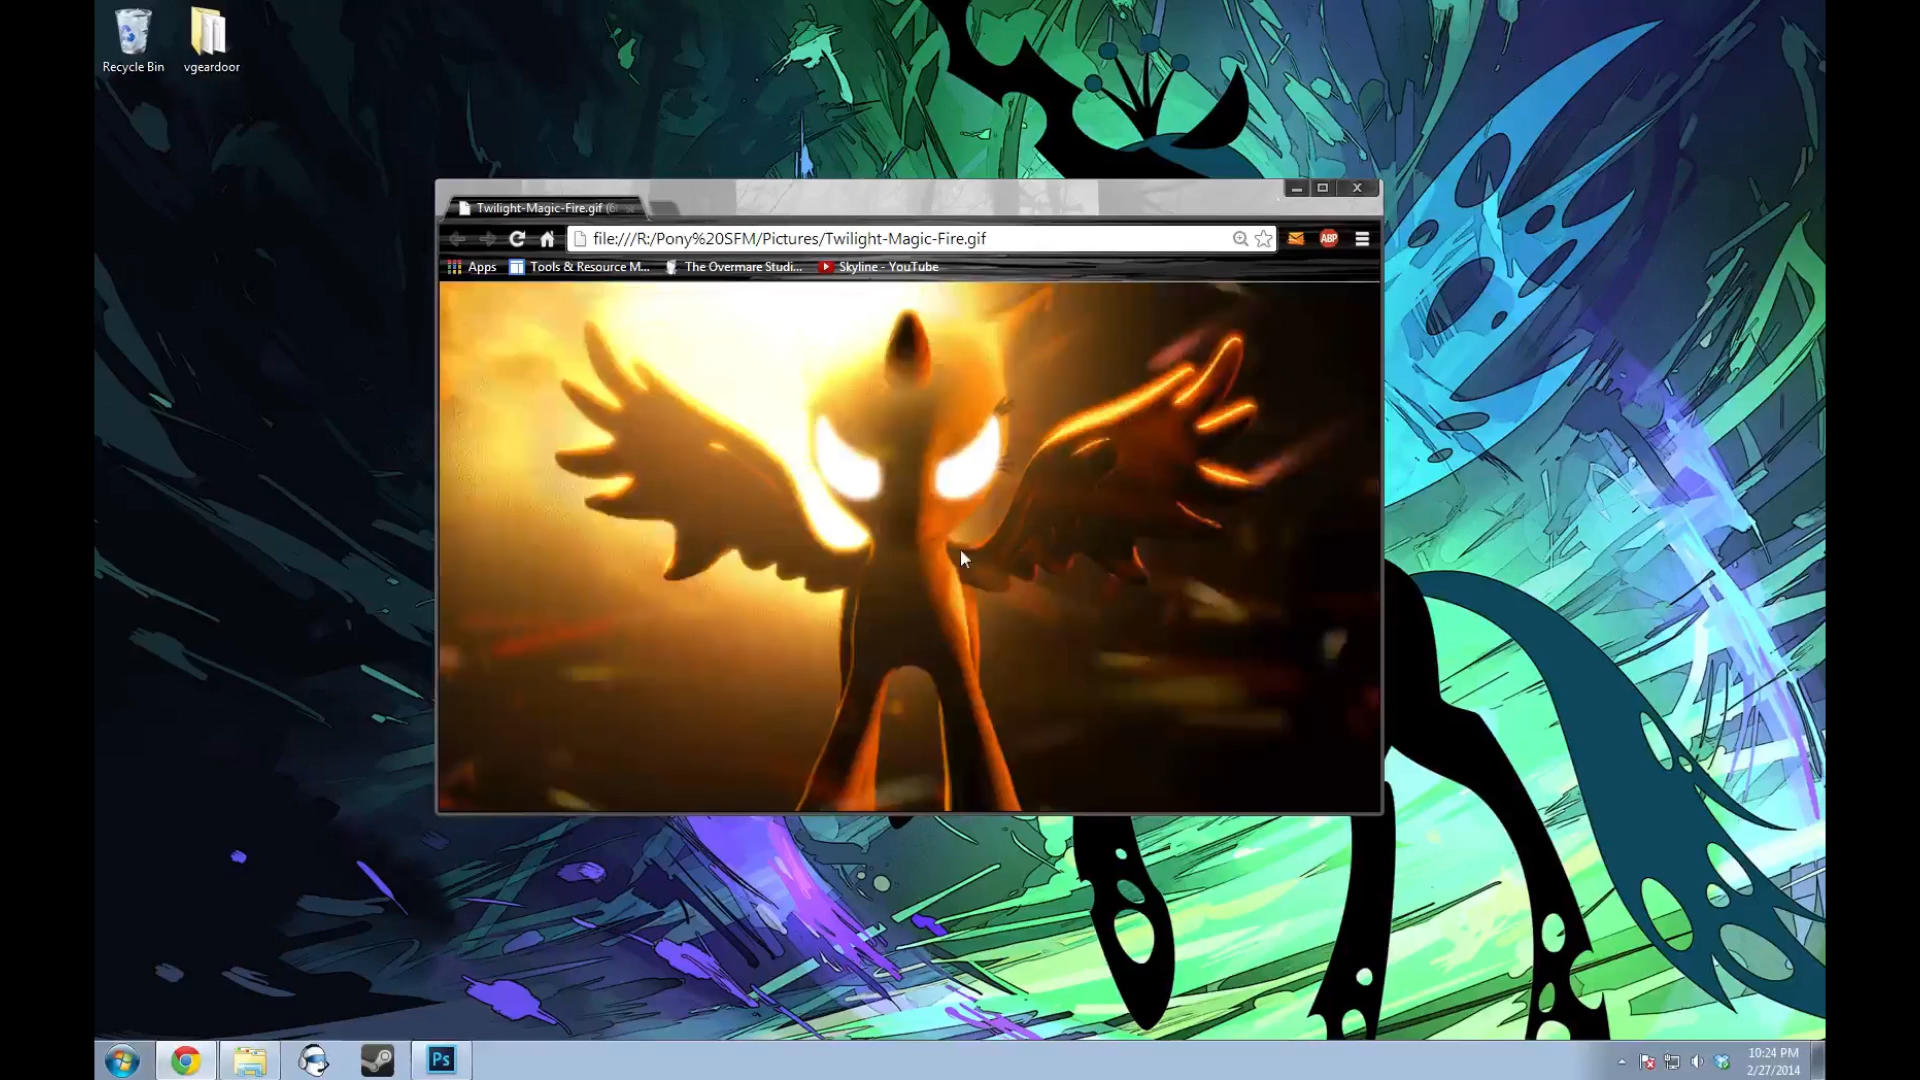 Recycle Bin
vgeardoor
Twilight-Magic-Fire.gif (6
file:///R:/Pony%20SFM/Pictures/Twilight-Magic-Fire.gif
ABP
Apps
Tools & Resource M...
The Overmare Studi...
Skyline - YouTube
Ps
10:24 PM
2/27/2014